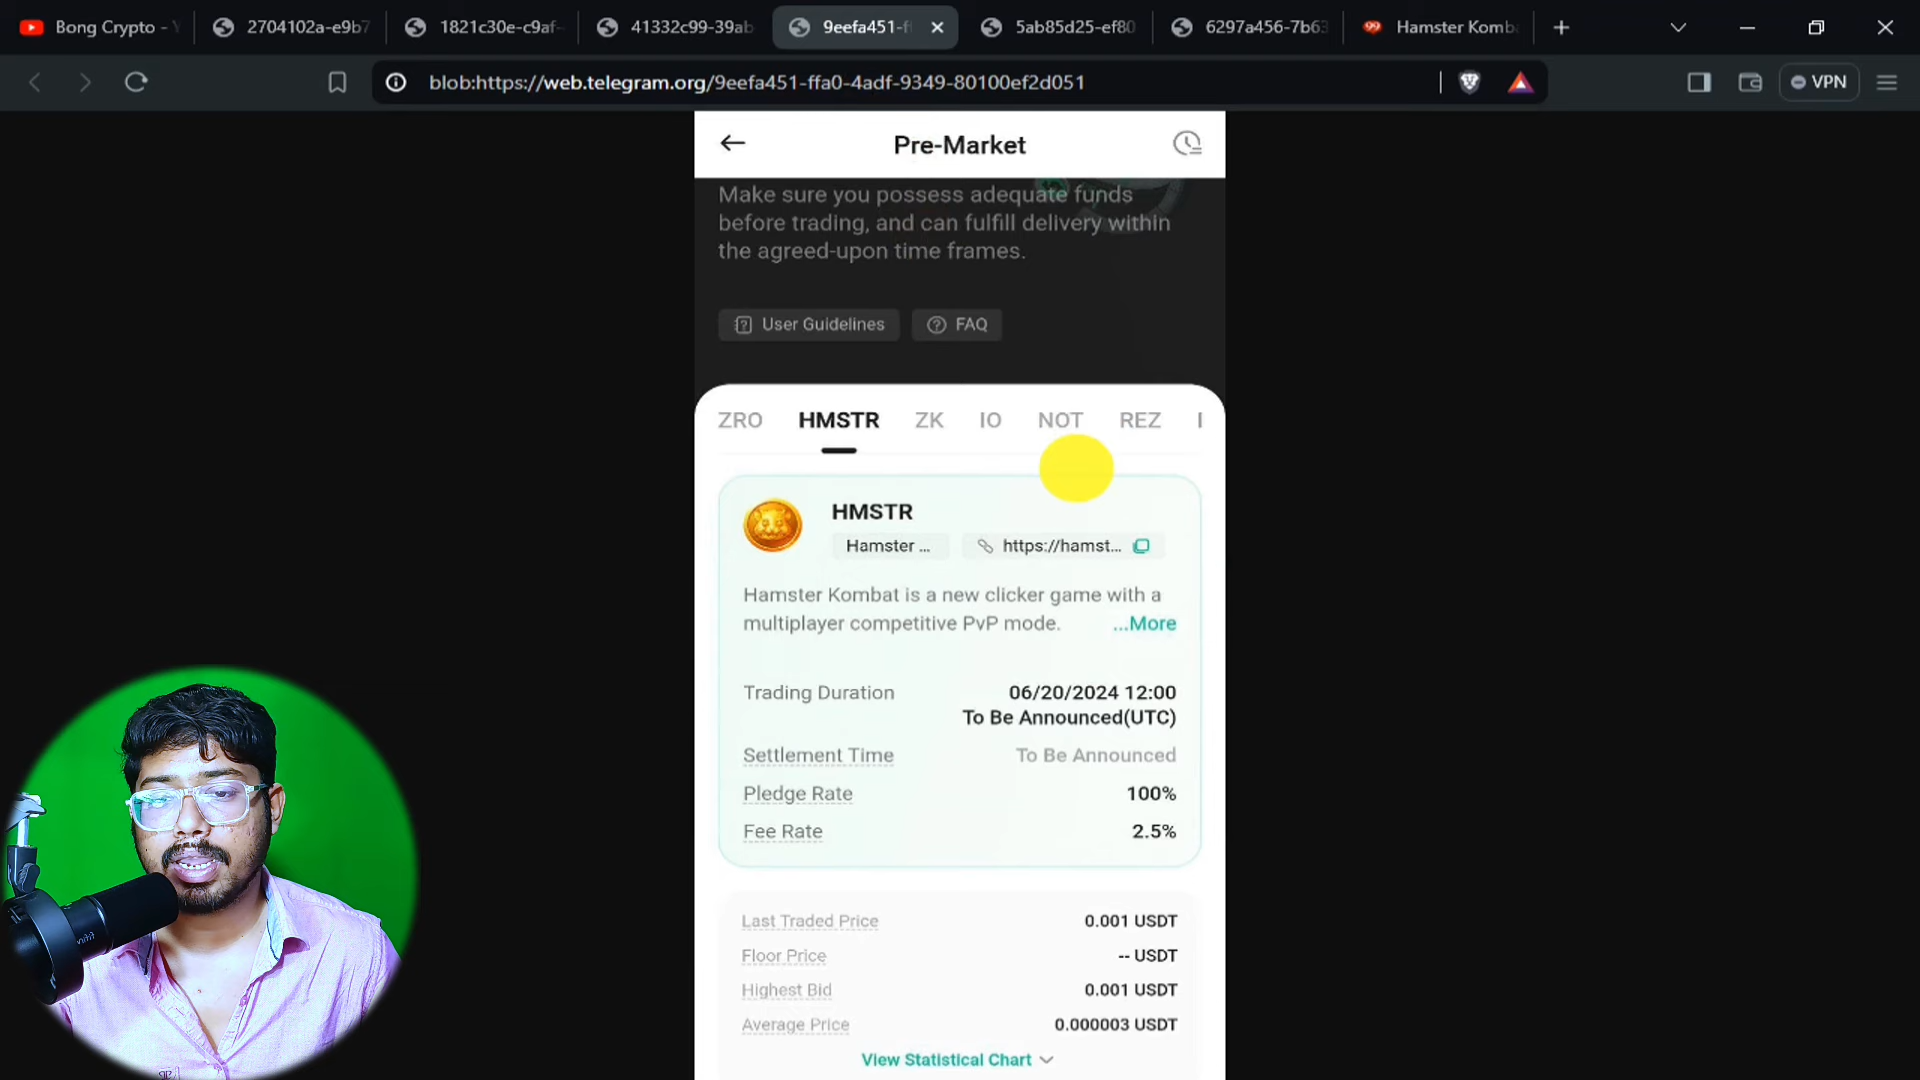 Bong Crypto -
2704102a-e9b7
1821c30e-c9af-
41332c99-39ab
9eefa451-f
5ab85d25-ef80
6297a456-7b63
Hamster Komb
blob:https://web.telegram.org/9eefa451-ffa0-4adf-9349-80100ef2d051
VPN
Pre-Market
Make sure you possess adequate funds
before trading, and can fulfill delivery within
the agreed-upon time frames.
User Guidelines
FAQ
ZRO HMSTR ZK IO NOT REZ
HMSTR
Hamster ...
https://hamst...
Hamster Kombat is a new clicker game with a
multiplayer competitive PvP mode. ...More
Trading Duration 06/20/2024 12:00
To Be Announced(UTC)
Settlement Time To Be Announced
Pledge Rate 100%
Fee Rate 2.5%
Last Traded Price 0.001 USDT
Floor Price -- USDT
Highest Bid 0.001 USDT
Average Price 0.000003 USDT
View Statistical Chart